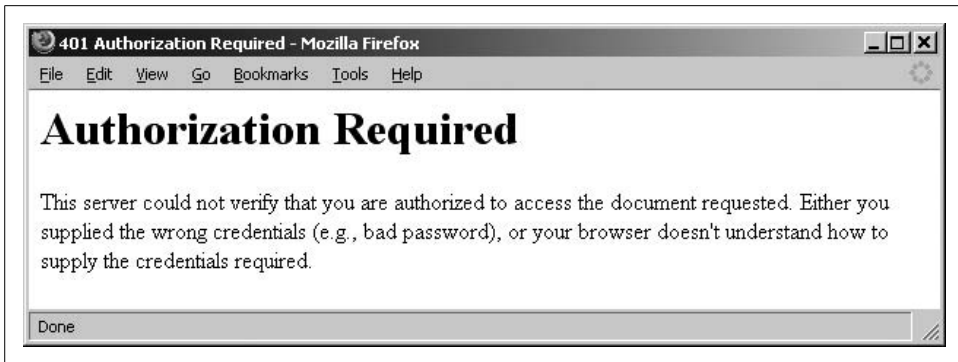 401 Authorization Required - Mozilla Firefox
File Edit View Go Bookmarks Tools Help
Authorization Required
This server could not verify that you are authorized to access the document requested. Either you
supplied the wrong credentials (e.g., bad password), or your browser doesn't understand how to
supply the credentials required.
Done